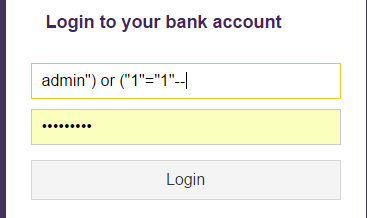 Login to your bank account
admin") or ("1"="1"--
•••••••••
Login